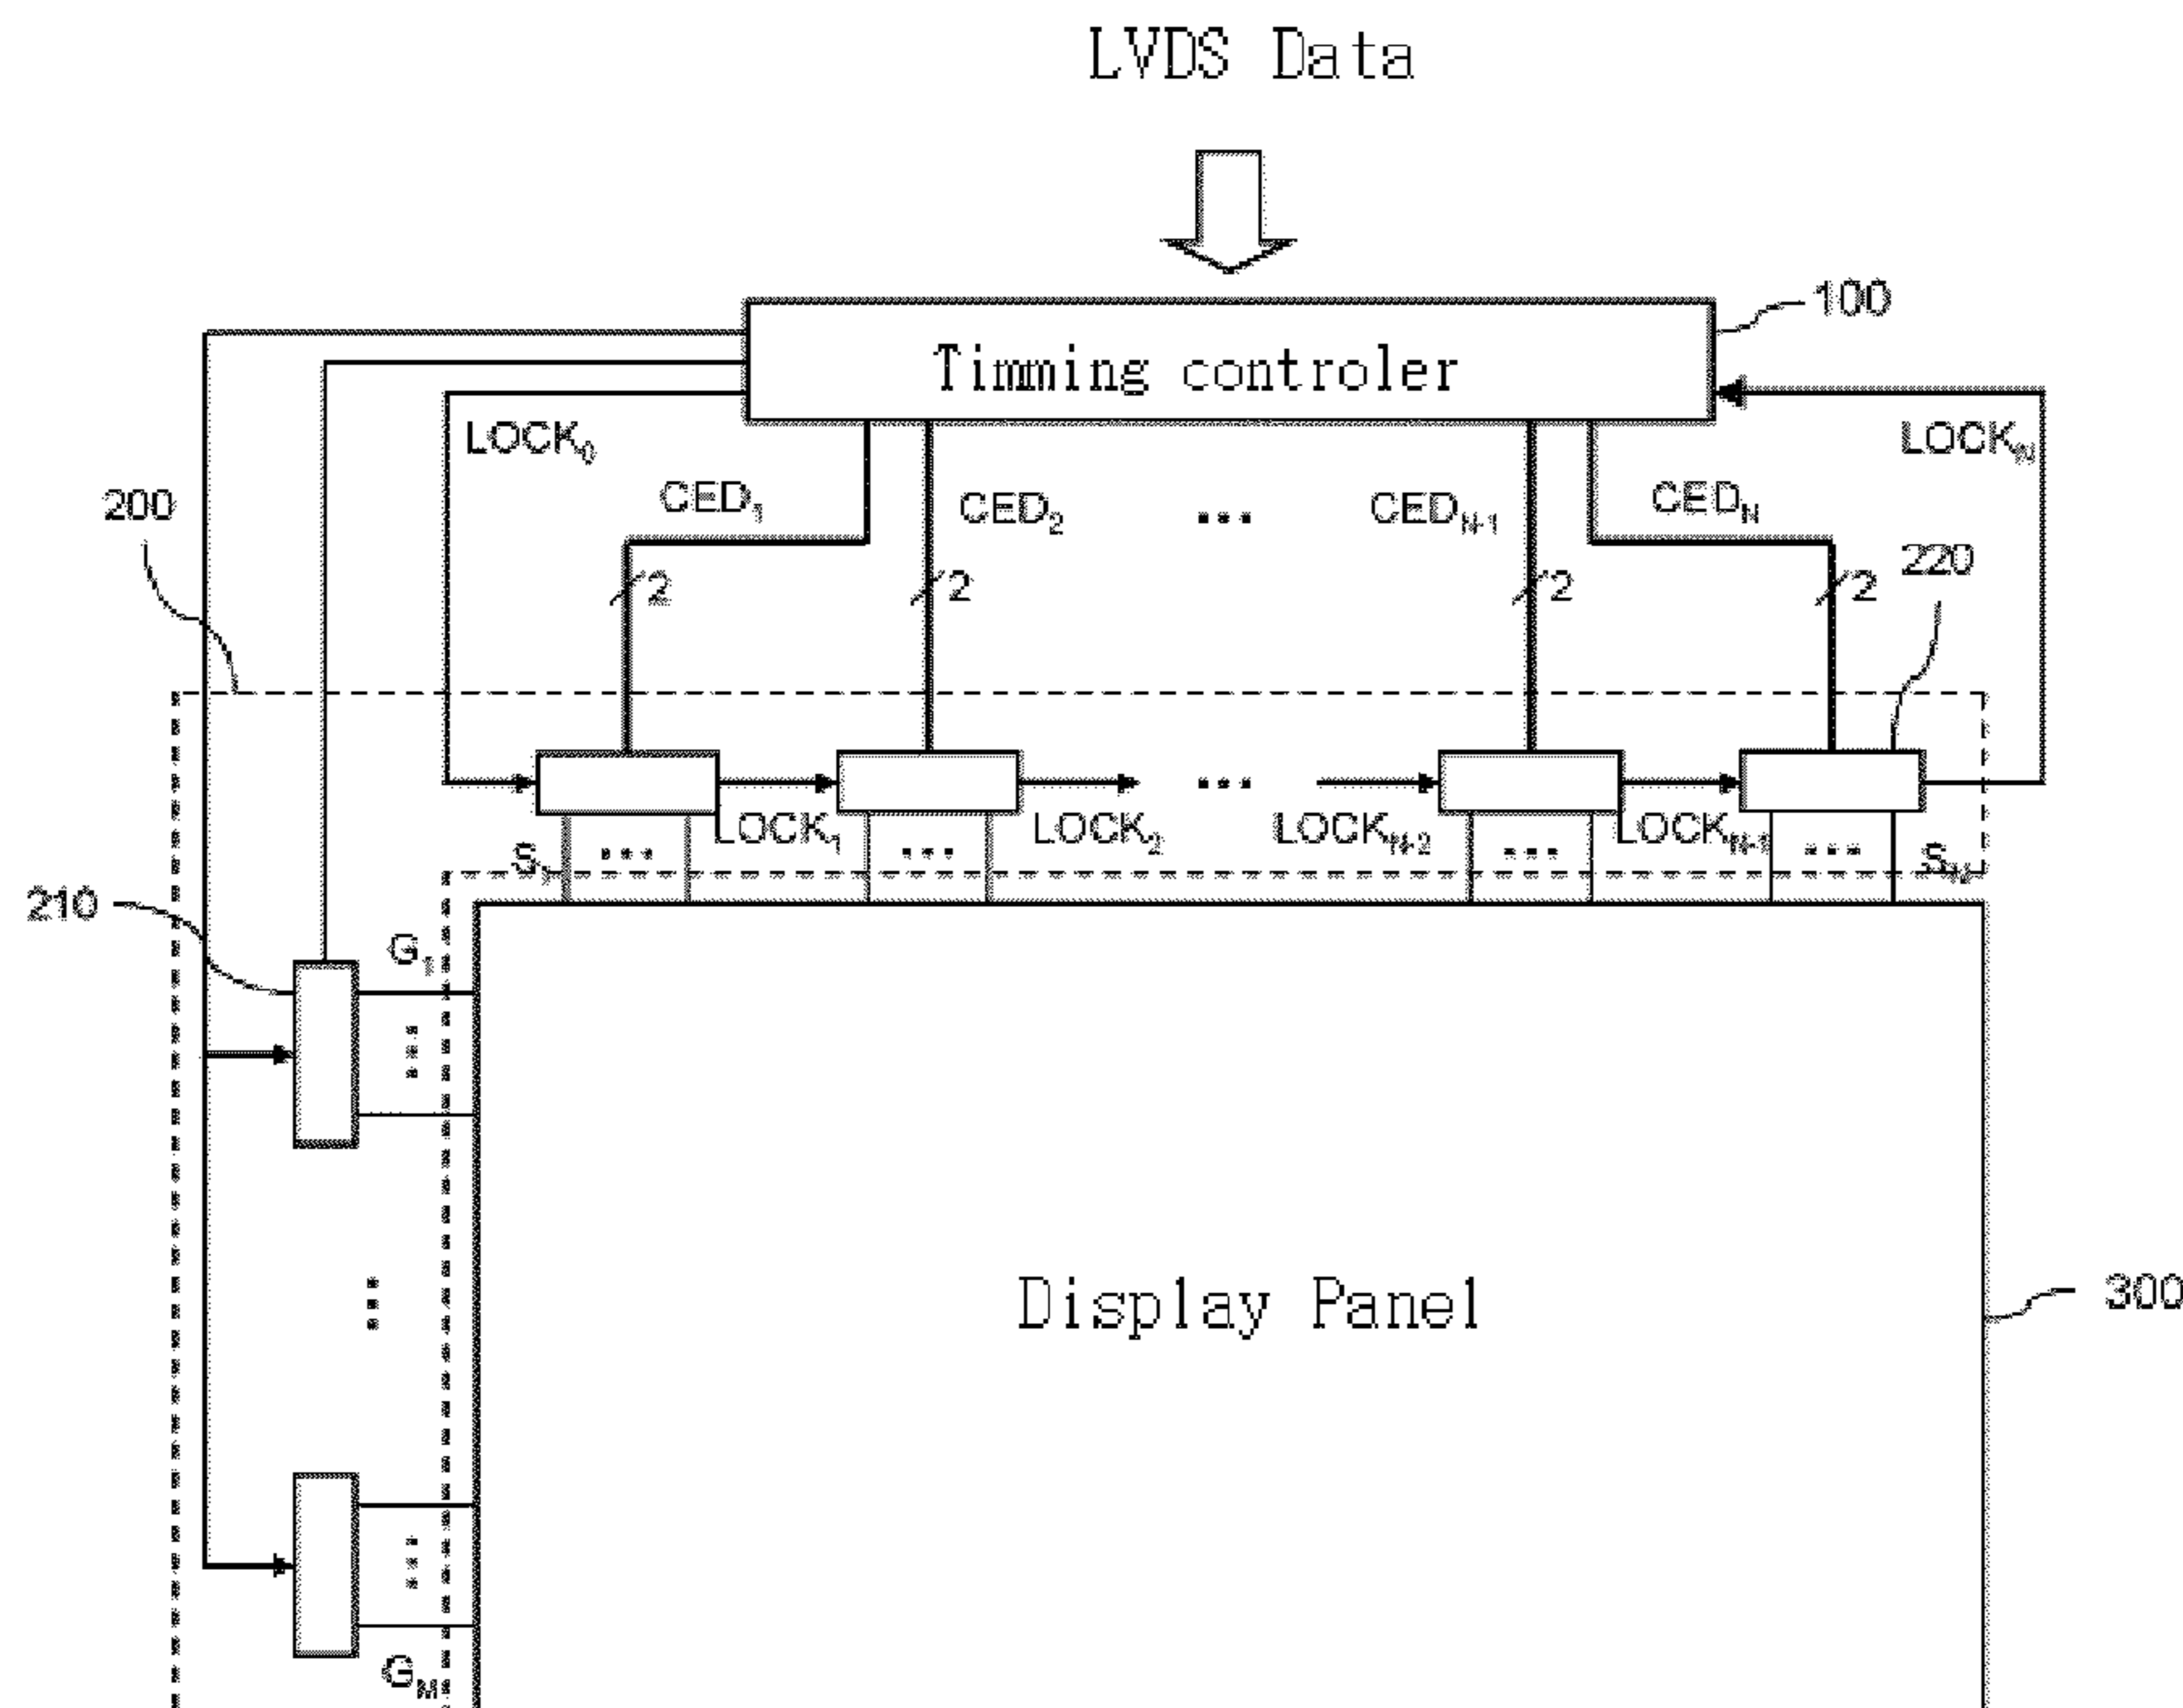 LVDS Data
100
Timming controler
LOCK0
LOCKN
200
CED1
CED2
...
CEDN-1
CEDN
2
2
2
2
220
...
LOCK1
LOCK2
LOCKN-2
LOCKN-1
S1
...
...
...
...
210
G1
Display Panel
300
GM